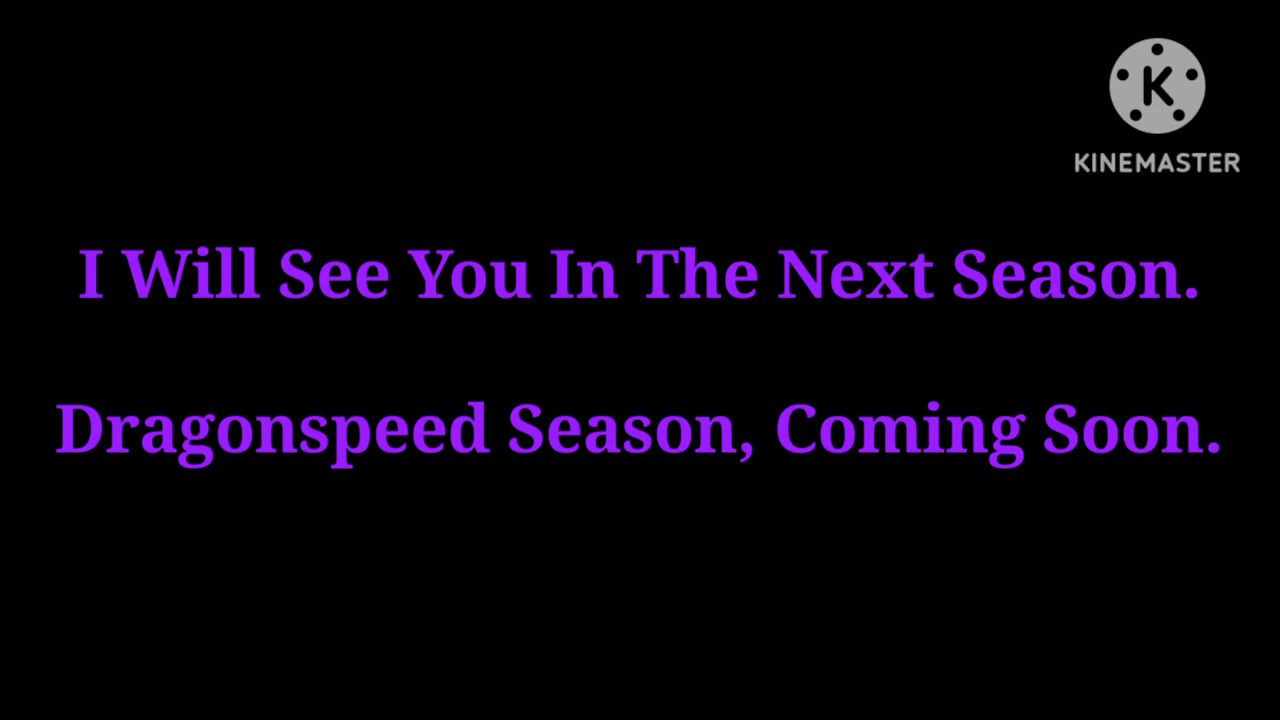 K
KINEMASTER
I Will See You In The Next Season.
Dragonspeed Season, Coming Soon.